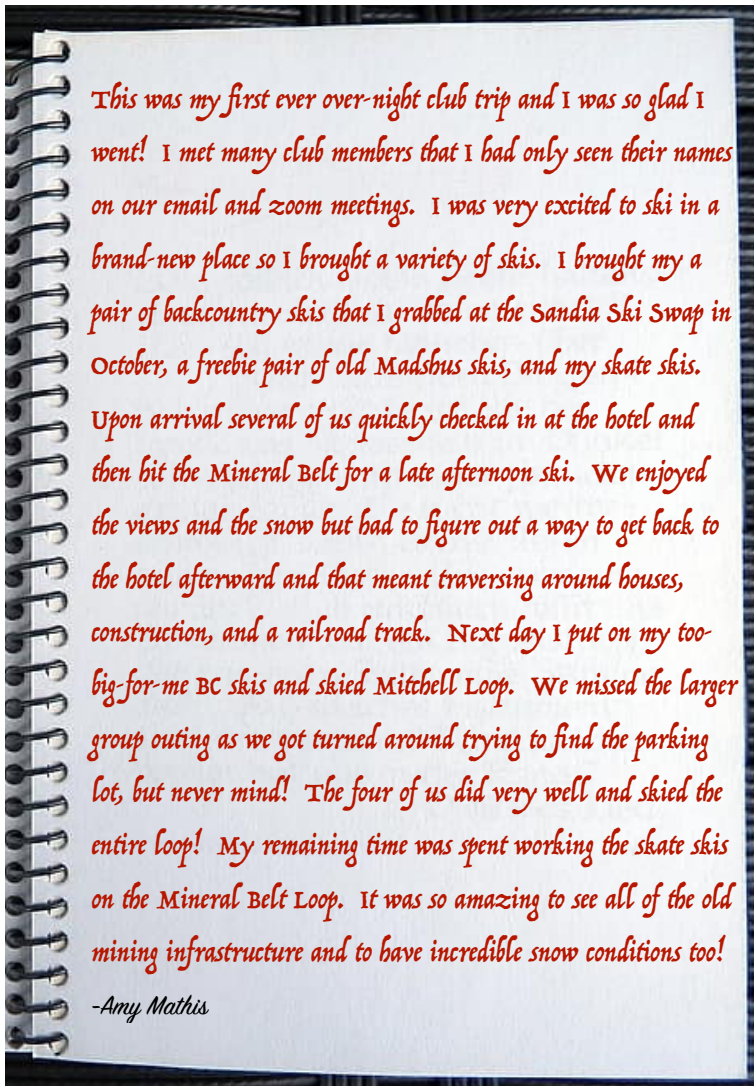 This was my first ever over-night club trip and I was so glad I
went! I met many club members that I had only seen their names
on our email and zoom meetings. I was very excited to ski in a
brand-new place so I brought a variety of skis. I brought my a
pair of backcountry skis that I grabbed at the Sandia Ski Swap in
October, a freebie pair of old Madshus skis, and my skate skis.
Upon arrival several of us quickly checked in at the hotel and
then hit the Mineral Belt for a late afternoon ski. We enjoyed
the views and the snow but had to figure out a way to get back to
the hotel afterward and that meant traversing around houses,
construction, and a railroad track. Next day I put on my too-
big-for-me BC skis and skied Mitchell Loop. We missed the larger
group outing as we got turned around trying to find the parking
lot, but never mind! The four of us did very well and skied the
entire loop! My remaining time was spent working the skate skis
on the Mineral Belt Loop. It was so amazing to see all of the old
mining infrastructure and to have incredible snow conditions too!
-Amy Mathis